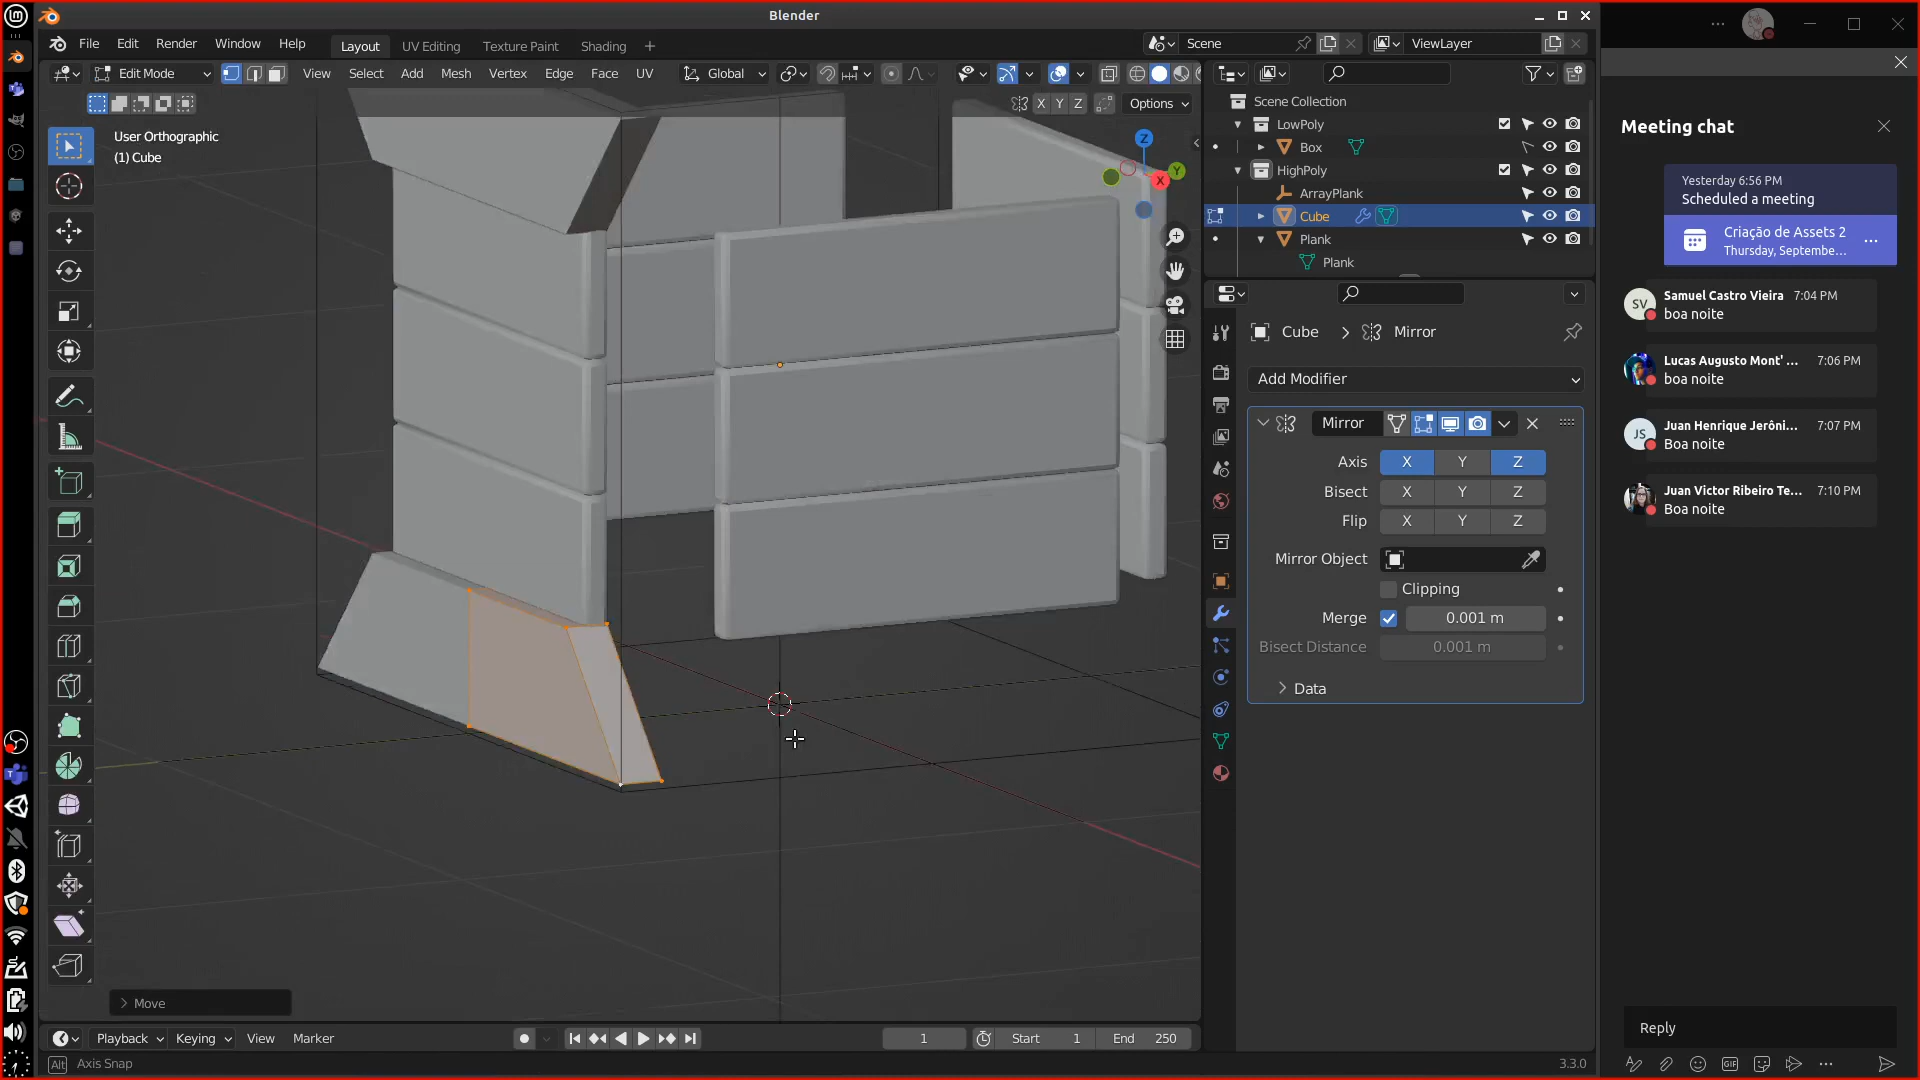 Blender
File Edit Render Window Help Layout UV Editing Texture Paint Shading Scene ViewLayer
Edit Mode View Select Add Mesh Vertex Edge Face UV Global
X Y Z Options
User Orthographic
(1) Cube
Z
Y
X
Move
Playback Keying View Marker 1 Start 1 End 250
Alt Axis Snap 3.3.0
Scene Collection
LowPoly
Box
HighPoly
ArrayPlank
Cube
Plank
Plank
Cube Mirror
Add Modifier
Mirror
Axis X Y Z
Bisect X Y Z
Flip X Y Z
Mirror Object
Clipping
Merge 0.001 m
Bisect Distance 0.001 m
Data
Meeting chat
Yesterday 6:56 PM
Scheduled a meeting
Criação de Assets 2
Thursday, Septembe...
SV Samuel Castro Vieira 7:04 PM
boa noite
Lucas Augusto Mont' ... 7:06 PM
boa noite
JS Juan Henrique Jerôni... 7:07 PM
Boa noite
Juan Victor Ribeiro Te... 7:10 PM
Boa noite
Reply
GIF